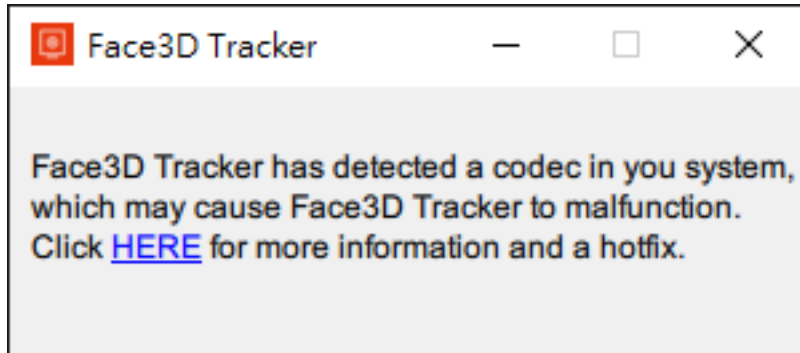 Face3D Tracker
Face3D Tracker has detected a codec in you system,
which may cause Face3D Tracker to malfunction.
Click HERE for more information and a hotfix.